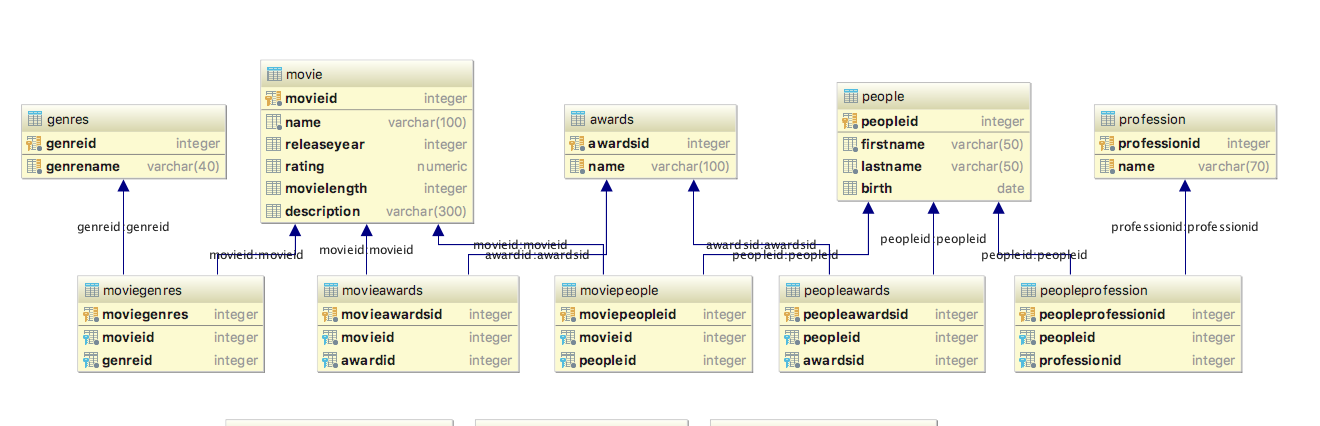 genres
genreid integer
genrename varchar(40)
movie
movieid integer
name varchar(100)
releaseyear integer
rating numeric
movielength integer
description varchar(300)
awards
awardsid integer
name varchar(100)
people
peopleid integer
firstname varchar(50)
lastname varchar(50)
birth date
profession
professionid integer
name varchar(70)
genreid:genreid
movieid:movieid
movieid:movieid
movieid:movieid
awardid:awardsid
awardsid:awardsid
peopleid:peopleid
peopleid:peopleid
peopleid:peopleid
professionid:professionid
moviegenres
moviegenres integer
movieid integer
genreid integer
movieawards
movieawardsid integer
movieid integer
awardid integer
moviepeople
moviepeopleid integer
movieid integer
peopleid integer
peopleawards
peopleawardsid integer
peopleid integer
awardsid integer
peopleprofession
peopleprofessionid integer
peopleid integer
professionid integer